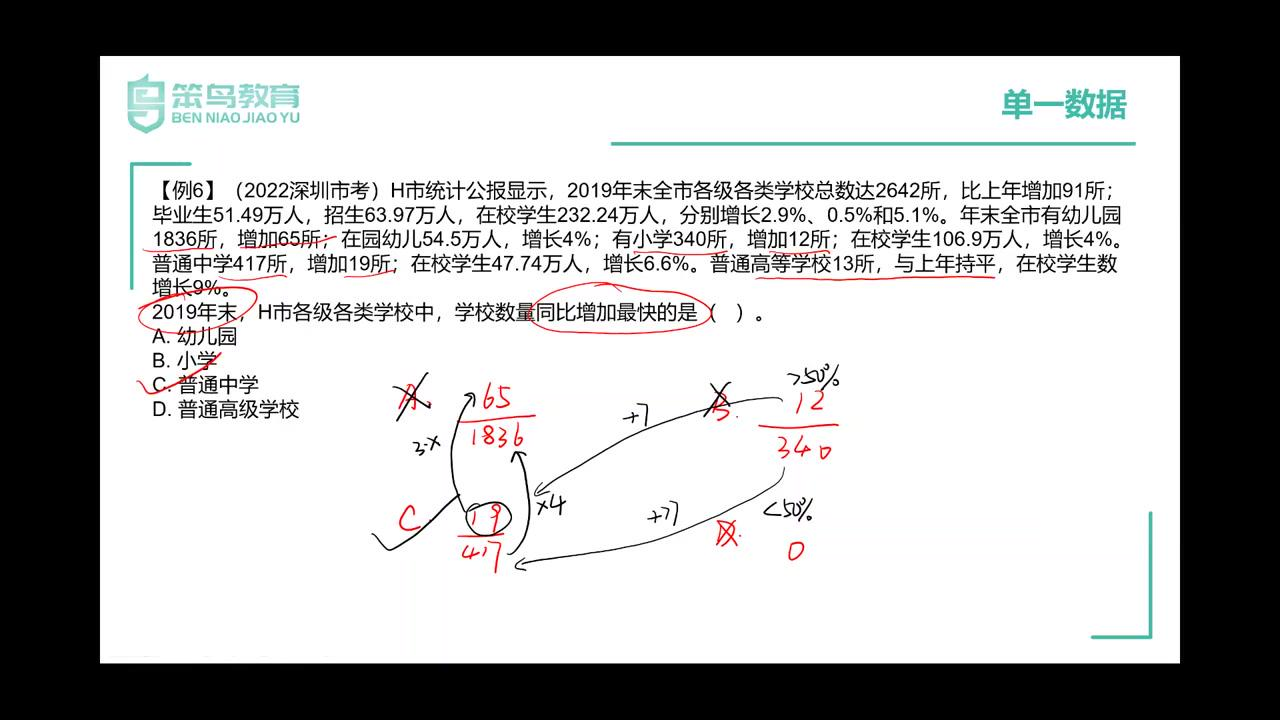 笨鸟教育
BEN NIAO JIAO YU
单一数据
【例6】（2022深圳市考）H市统计公报显示，2019年末全市各级各类学校总数达2642所，比上年增加91所；
毕业生51.49万人，招生63.97万人，在校学生232.24万人，分别增长2.9%、0.5%和5.1%。年末全市有幼儿园
1836所，增加65所；在园幼儿54.5万人，增长4%；有小学340所，增加12所；在校学生106.9万人，增长4%。
普通中学417所，增加19所；在校学生47.74万人，增长6.6%。普通高等学校13所，与上年持平，在校学生数
增长9%。
2019年末，H市各级各类学校中，学校数量同比增加最快的是（ ）。
A. 幼儿园
B. 小学
C. 普通中学
D. 普通高级学校
>50%
A. 65 B. 12
+7
1836 340
3·x
C 19 ×4 +77 <50%
417 D. 0